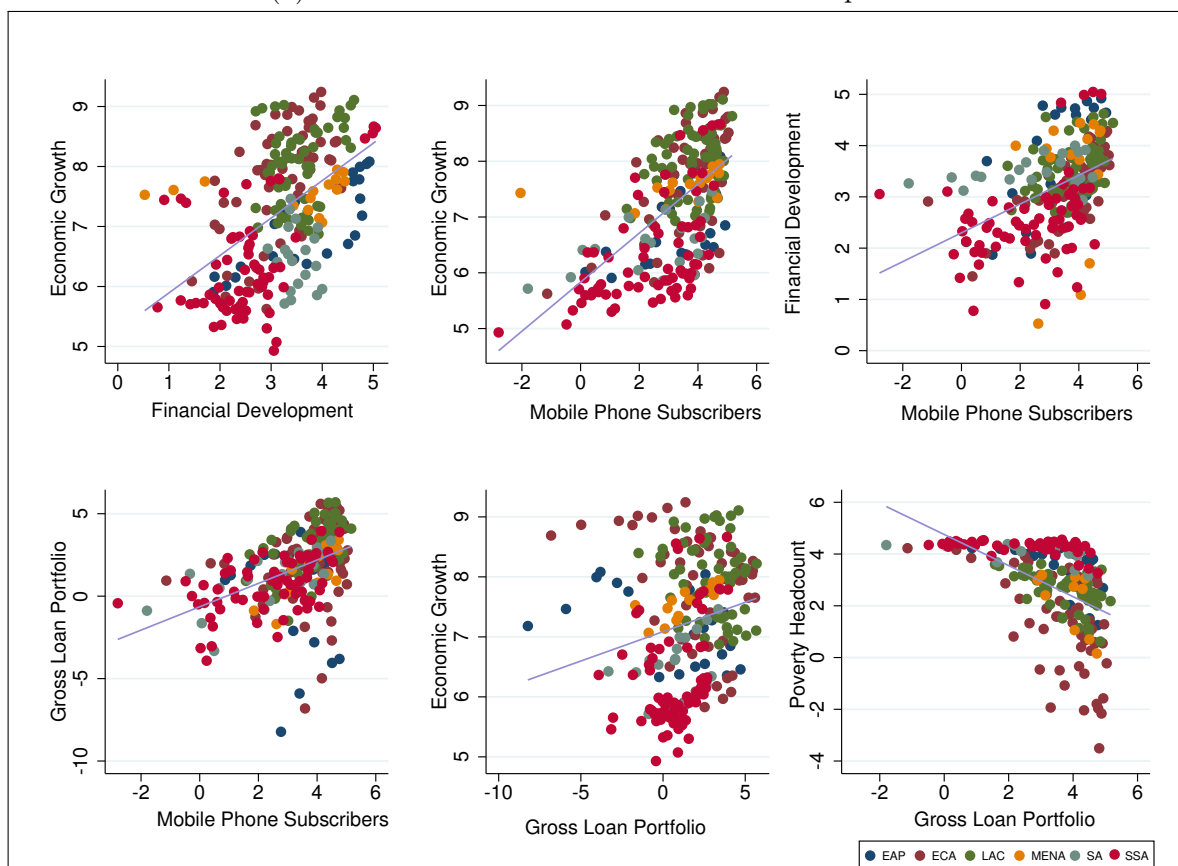 Economic Growth
5 6 7 8 9
0 1 2 3 4 5
Financial Development
Economic Growth
5 6 7 8 9
-2 0 2 4 6
Mobile Phone Subscribers
Financial Development
0 1 2 3 4 5
-2 0 2 4 6
Mobile Phone Subscribers
Gross Loan Portfolio
-10 -5 0 5
-2 0 2 4 6
Mobile Phone Subscribers
Economic Growth
5 6 7 8 9
-10 -5 0 5
Gross Loan Portfolio
Poverty Headcount
-4 -2 0 2 4 6
-2 0 2 4 6
Gross Loan Portfolio
EAP ECA LAC MENA SA SSA